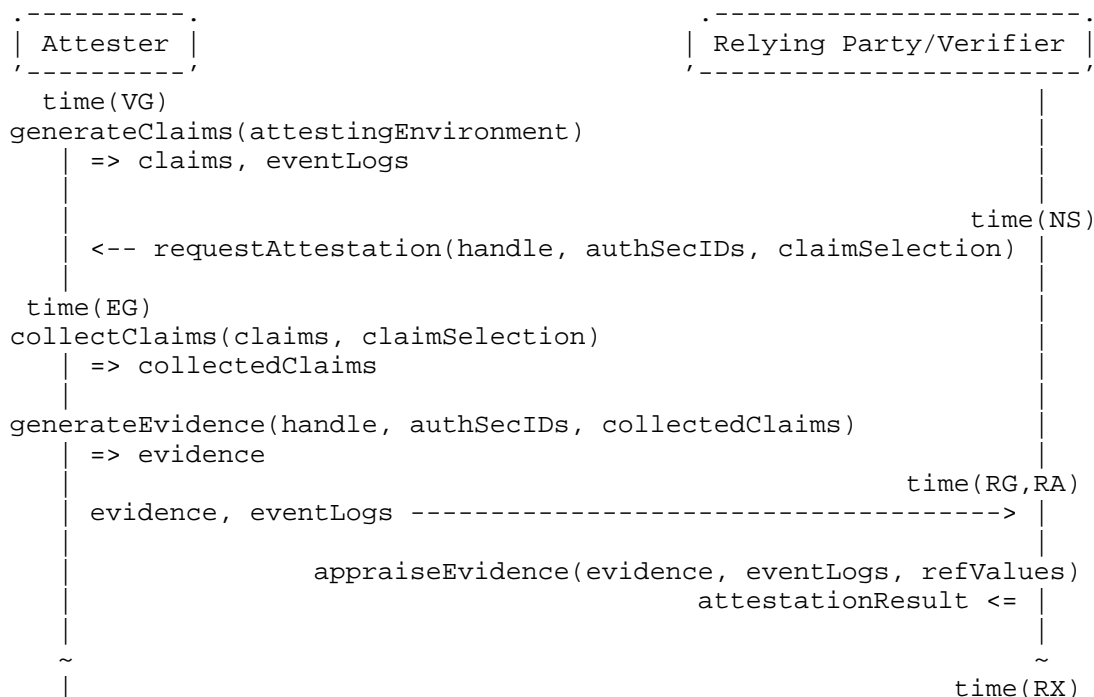 .----------.                                .-----------------------.
| Attester |                               | Relying Party/Verifier |
'----------'                               '------------------------'
  time(VG)                                                       |
generateClaims(attestingEnvironment)                             |
   | => claims, eventLogs                                        |
   |                                                             |
   |                                                        time(NS)
   | <-- requestAttestation(handle, authSecIDs, claimSelection) |
   |                                                             |
 time(EG)                                                        |
collectClaims(claims, claimSelection)                            |
   | => collectedClaims                                          |
   |                                                             |
generateEvidence(handle, authSecIDs, collectedClaims)            |
   | => evidence                                                 |
   |                                                    time(RG,RA)
   | evidence, eventLogs -------------------------------------> |
   |                                                             |
   |               appraiseEvidence(evidence, eventLogs, refValues)
   |                                       attestationResult <= |
   |                                                             |
   ~                                                             ~
   |                                                       time(RX)